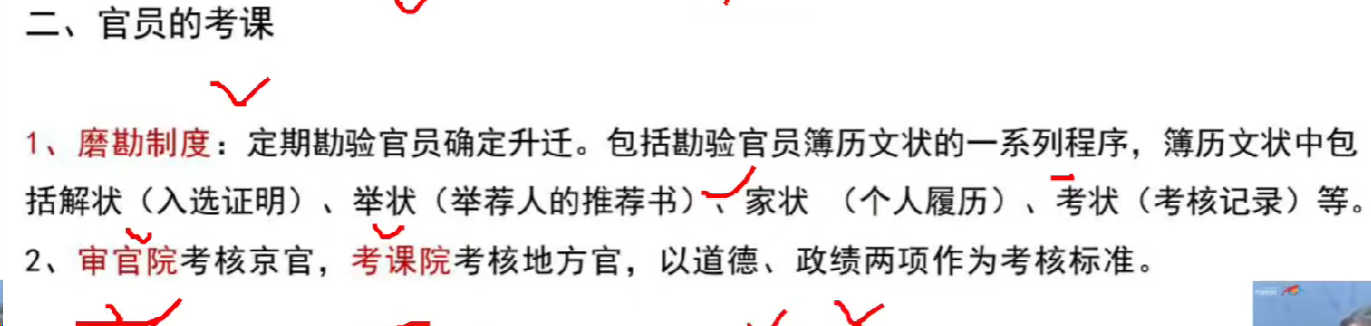 二、官员的考课
1、磨勘制度：定期勘验官员确定升迁。包括勘验官员簿历文状的一系列程序，簿历文状中包
括解状（入选证明）、举状（举荐人的推荐书）、家状 （个人履历）、考状（考核记录）等。
2、审官院考核京官，考课院考核地方官，以道德、政绩两项作为考核标准。